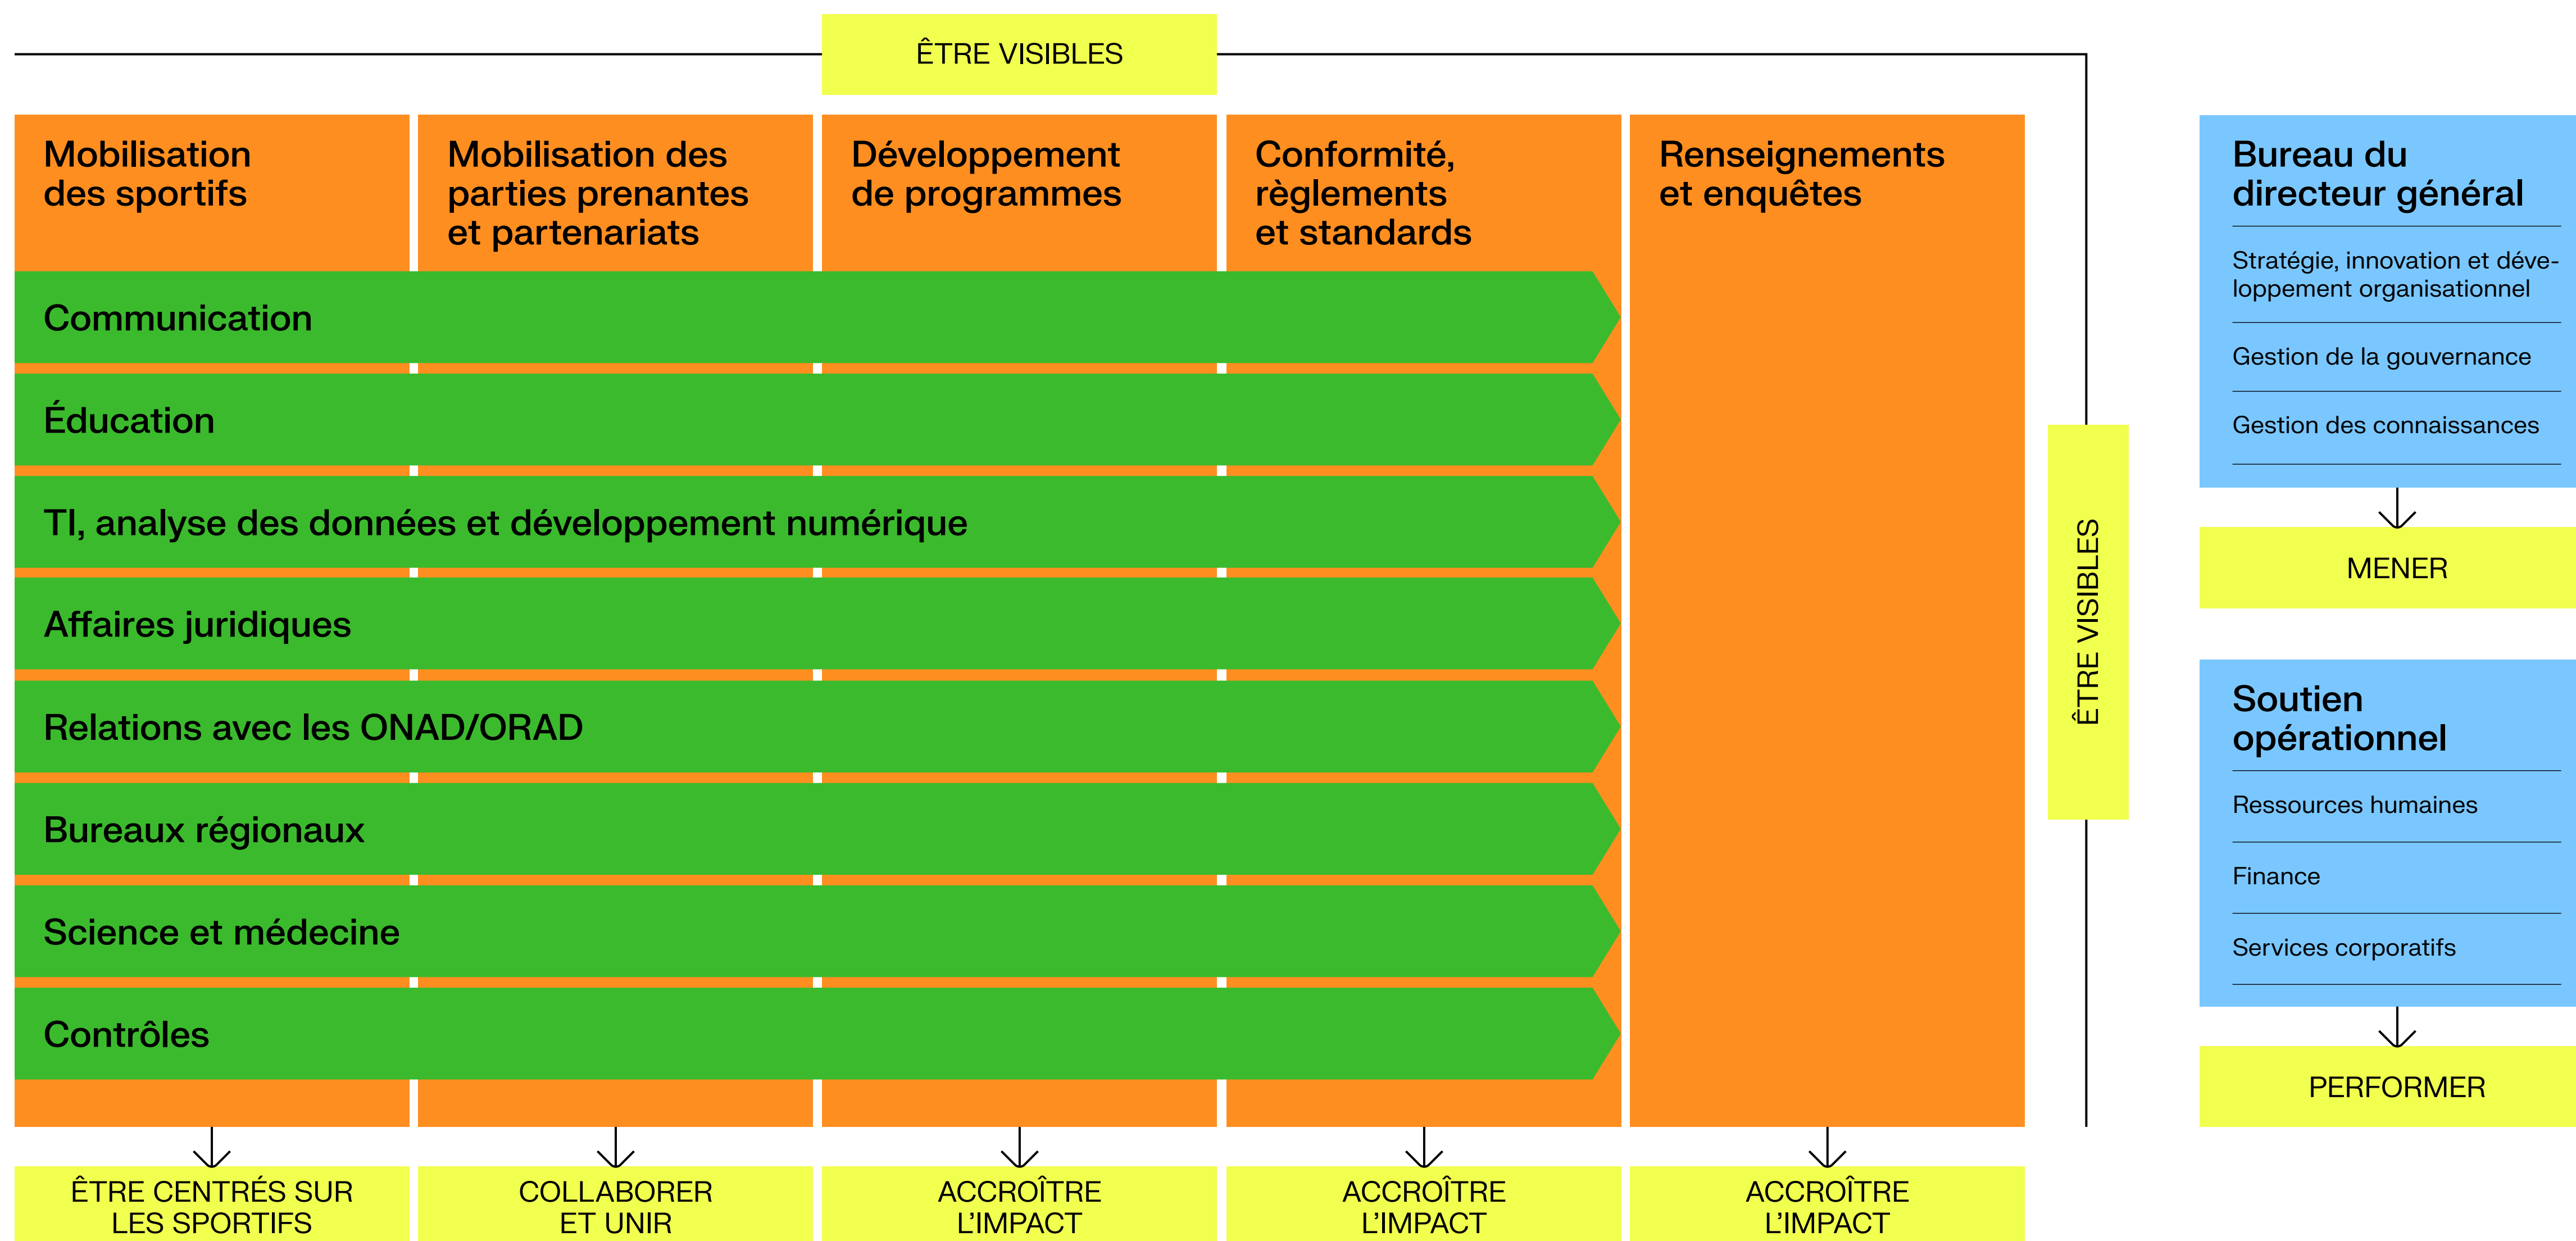 ÊTRE VISIBLES
Mobilisation
des sportifs
Mobilisation des
parties prenantes
et partenariats
Développement
de programmes
Conformité,
règlements
et standards
Renseignements
et enquêtes
Communication
Éducation
TI, analyse des données et développement numérique
Affaires juridiques
Relations avec les ONAD/ORAD
Bureaux régionaux
Science et médecine
Contrôles
ÊTRE CENTRÉS SUR
LES SPORTIFS
COLLABORER
ET UNIR
ACCROÎTRE
L’IMPACT
ACCROÎTRE
L’IMPACT
ACCROÎTRE
L’IMPACT
ÊTRE VISIBLES
Bureau du
directeur général
Stratégie, innovation et déve-
loppement organisationnel
Gestion de la gouvernance
Gestion des connaissances
MENER
Soutien
opérationnel
Ressources humaines
Finance
Services corporatifs
PERFORMER